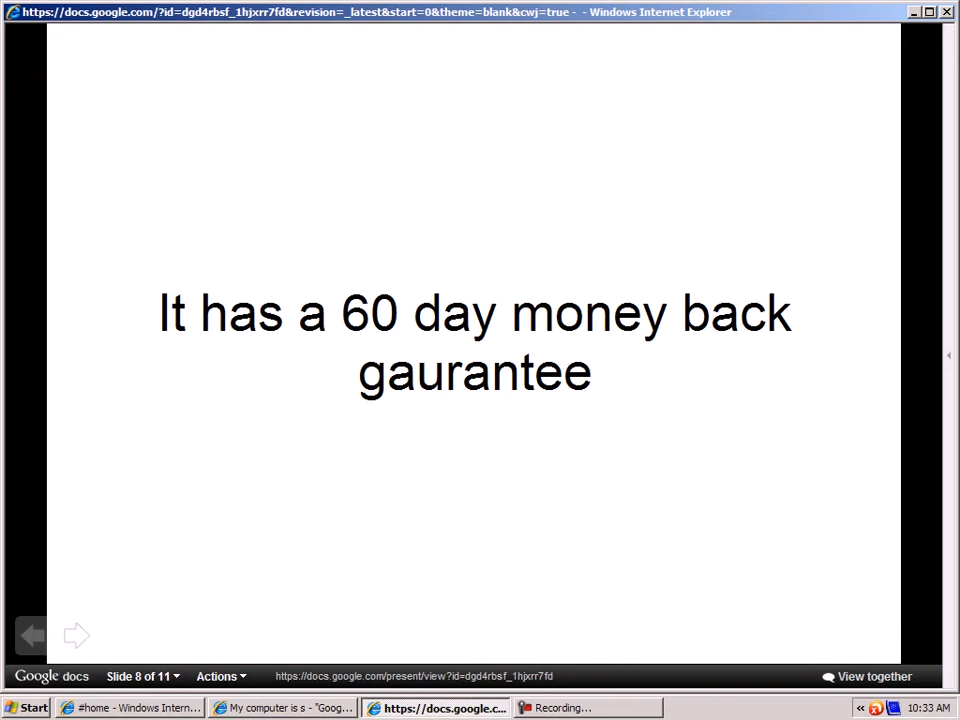 https://docs.google.com/?id=dgd4rbsf_1hjxrr7fd&revision=_latest&start=0&theme=blank&cwj=true - - Windows Internet Explorer
It has a 60 day money back
gaurantee
Google docs Slide 8 of 11 Actions https://docs.google.com/present/view?id=dgd4rbsf_1hjxrr7fd View together
Start #home - Windows Intern... My computer is s - "Goog... https://docs.google.c... Recording... « 10:33 AM